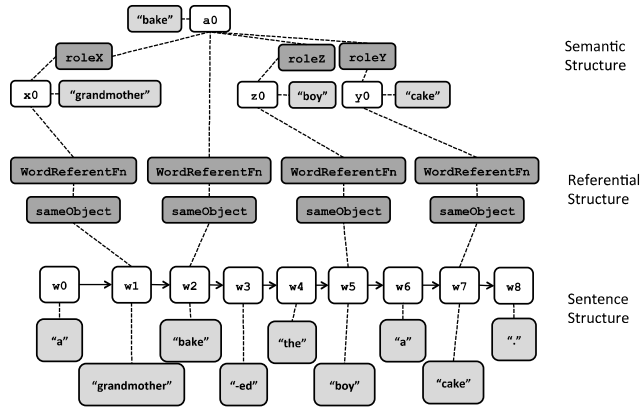 “bake” a0
roleX roleZ roleY
Semantic
Structure
x0 “grandmother” z0 “boy” y0 “cake”
WordReferentFn WordReferentFn WordReferentFn WordReferentFn
Referential
Structure
sameObject sameObject sameObject sameObject
w0 w1 w2 w3 w4 w5 w6 w7 w8
Sentence
Structure
“a” “bake” “the” “a” “.”
“grandmother” “-ed” “boy” “cake”